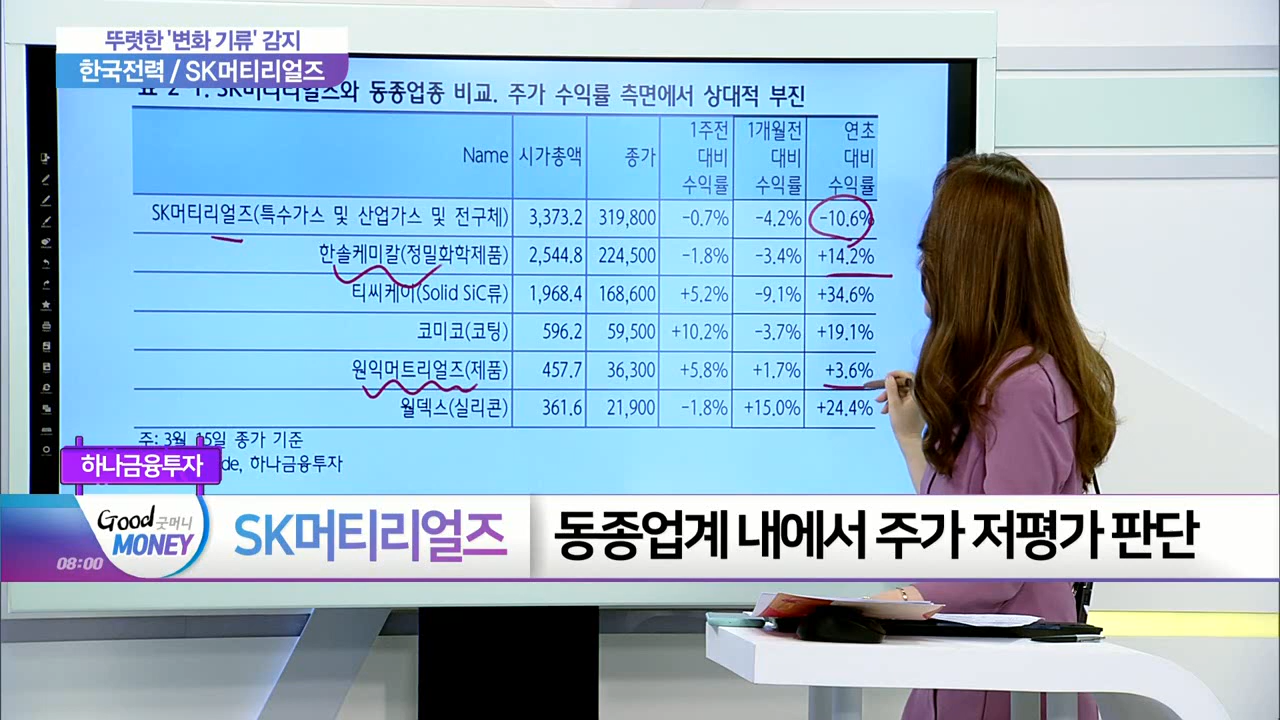 뚜렷한 '변화 기류' 감지
한국전력 / SK머티리얼즈
표 2-1. SK머티리얼즈와 동종업종 비교. 주가 수익률 측면에서 상대적 부진
Name 시가총액 종가 1주전 대비 수익률 1개월전 대비 수익률 연초 대비 수익률
SK머티리얼즈(특수가스 및 산업가스 및 전구체) 3,373.2 319,800 -0.7% -4.2% -10.6%
한솔케미칼(정밀화학제품) 2,544.8 224,500 -1.8% -3.4% +14.2%
티씨케이(Solid SiC류) 1,968.4 168,600 +5.2% -9.1% +34.6%
코미코(코팅) 596.2 59,500 +10.2% -3.7% +19.1%
원익머트리얼즈(제품) 457.7 36,300 +5.8% +1.7% +3.6%
월덱스(실리콘) 361.6 21,900 -1.8% +15.0% +24.4%
주: 3월 15일 종가 기준
de, 하나금융투자
하나금융투자
Good 굿머니
MONEY
08:00
SK머티리얼즈
동종업계 내에서 주가 저평가 판단